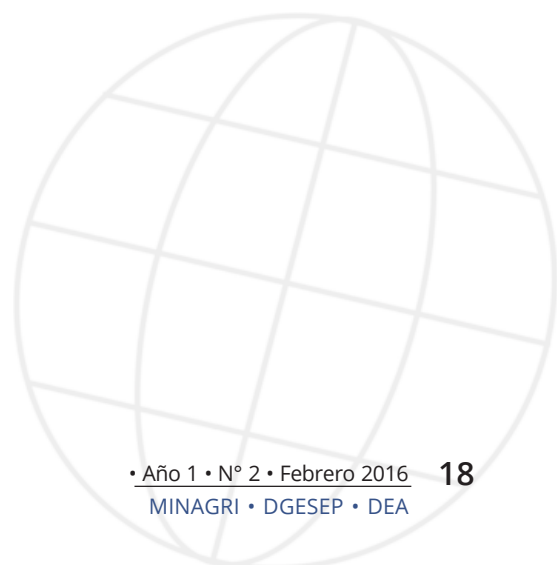 • Año 1 • N° 2 • Febrero 2016 18
MINAGRI • DGESEP • DEA